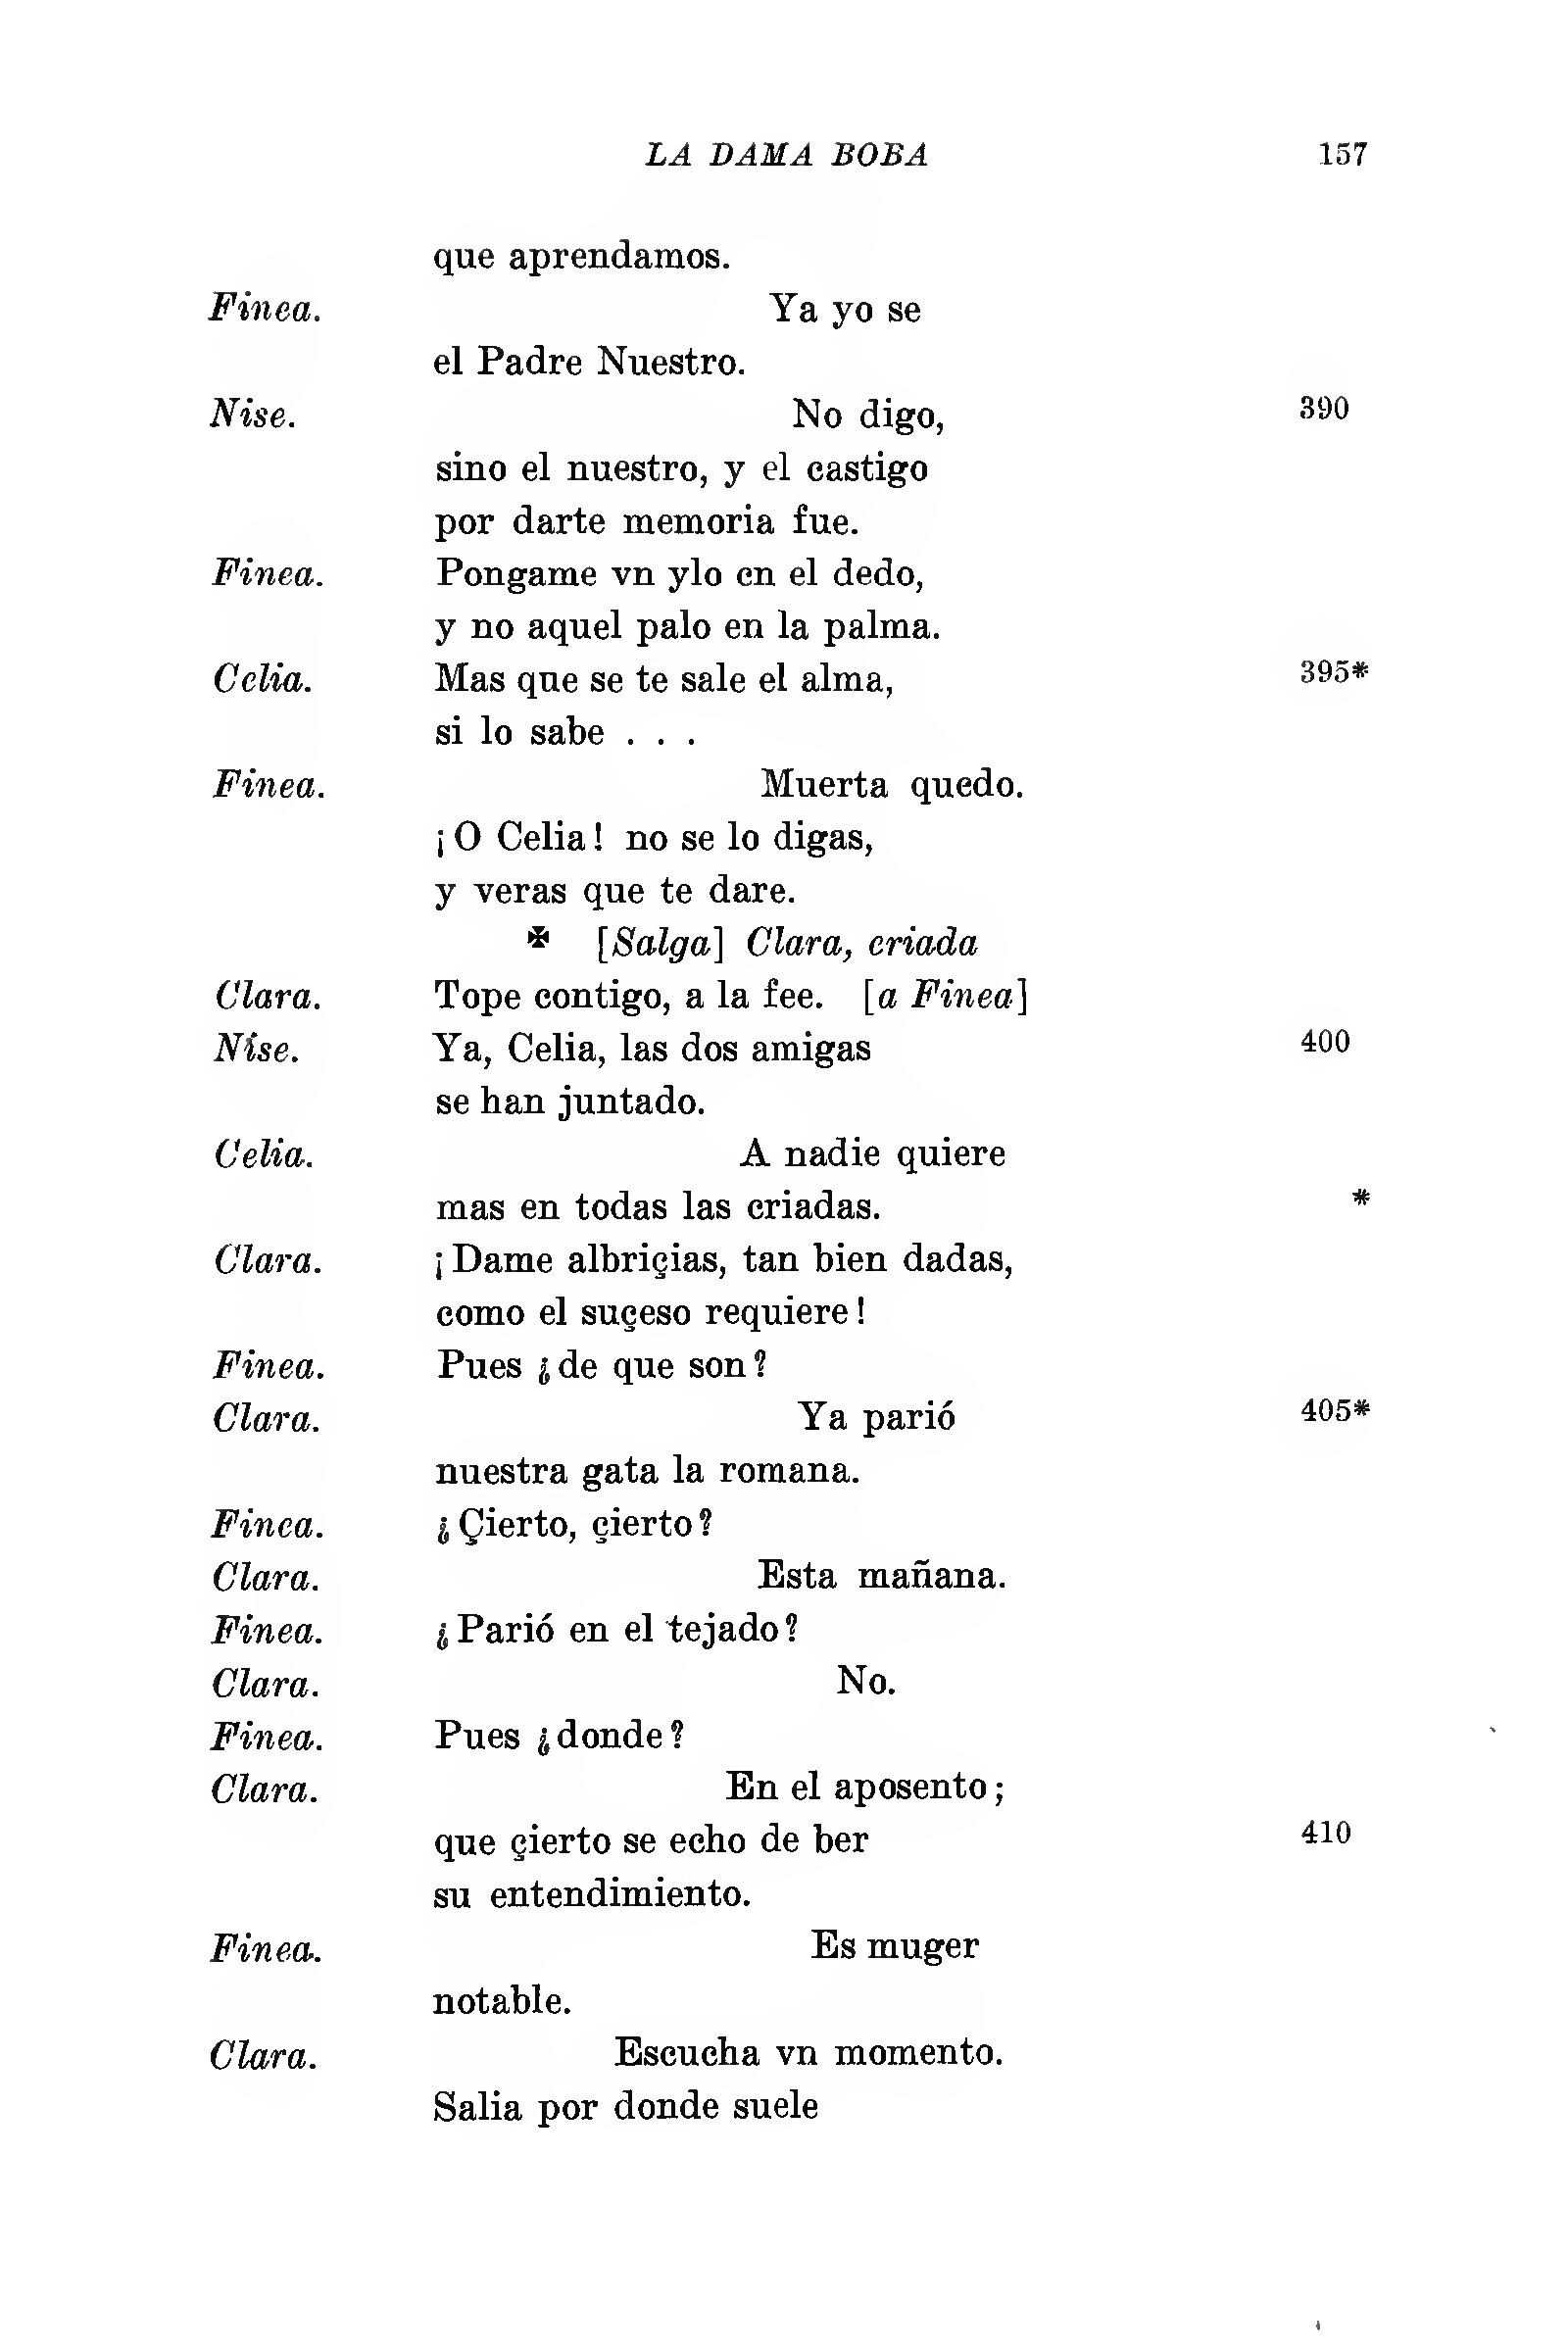 LA DAMA BOBA 157
que aprendamos.
Finea. Ya yo se
el Padre Nuestro.
Nise. No digo, 390
sino el nuestro, y el castigo
por darte memoria fue.
Finea. Pongame vn ylo en el dedo,
y no aquel palo en la palma.
Celia. Mas que se te sale el alma, 395*
si lo sabe . . .
Finea. Muerta quedo.
¡O Celia! no se lo digas,
y veras que te dare.
✠ [Salga] Clara, criada
Clara. Tope contigo, a la fee. [a Finea]
Nise. Ya, Celia, las dos amigas 400
se han juntado.
Celia. A nadie quiere
mas en todas las criadas. *
Clara. ¡Dame albriçias, tan bien dadas,
como el suçeso requiere!
Finea. Pues ¿de que son?
Clara. Ya parió 405*
nuestra gata la romana.
Finea. ¿Çierto, çierto?
Clara. Esta mañana.
Finea. ¿Parió en el tejado?
Clara. No.
Finea. Pues ¿donde?
Clara. En el aposento;
que çierto se echo de ber 410
su entendimiento.
Finea. Es muger
notable.
Clara. Escucha vn momento.
Salia por donde suele